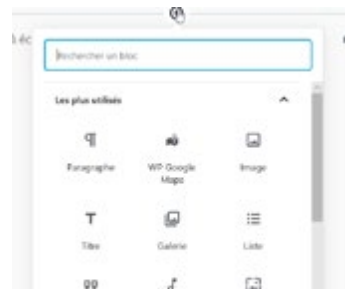 Rechercher un bloc
Les plus utilisés
Paragraphe
WP Google
Maps
Image
Titre
Galerie
Liste